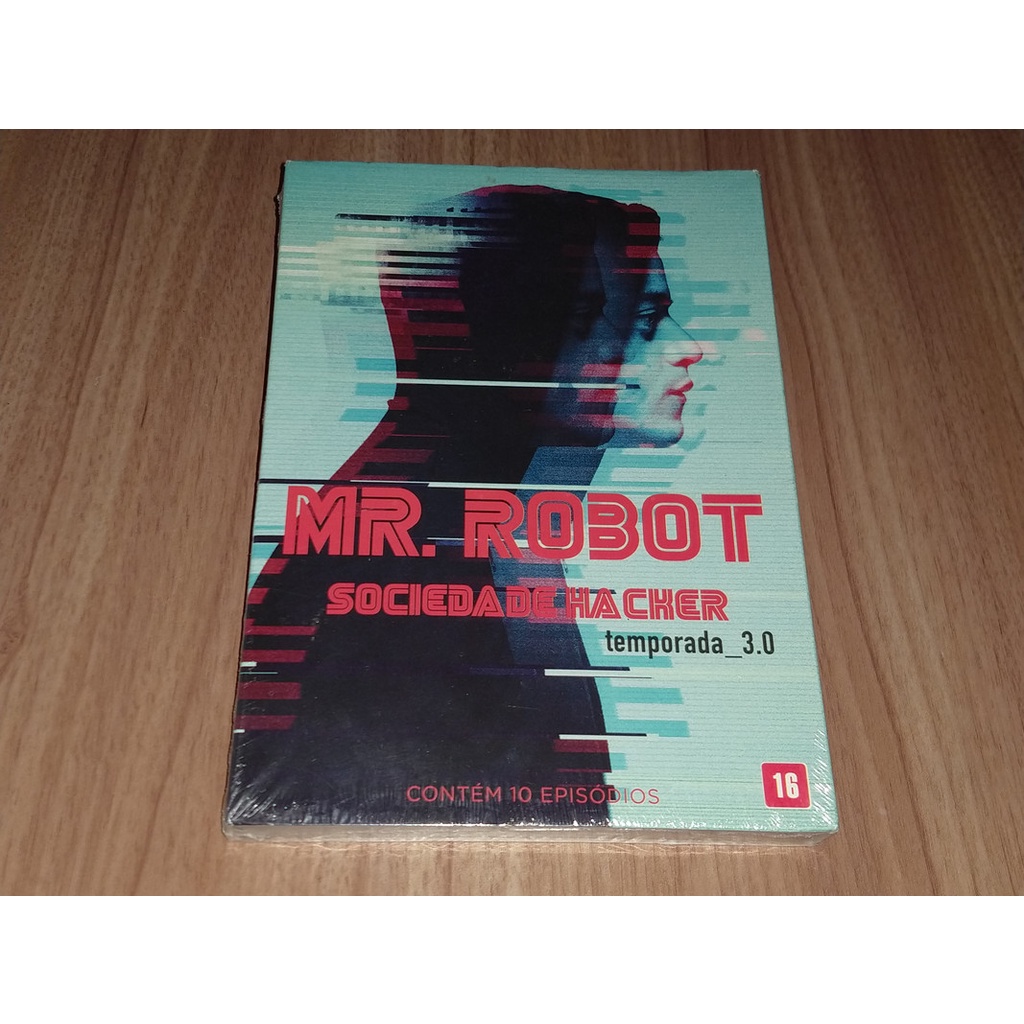 MR. ROBOT
SOCIEDADE HACKER
temporada_3.0
16
CONTÉM 10 EPISÓDIOS